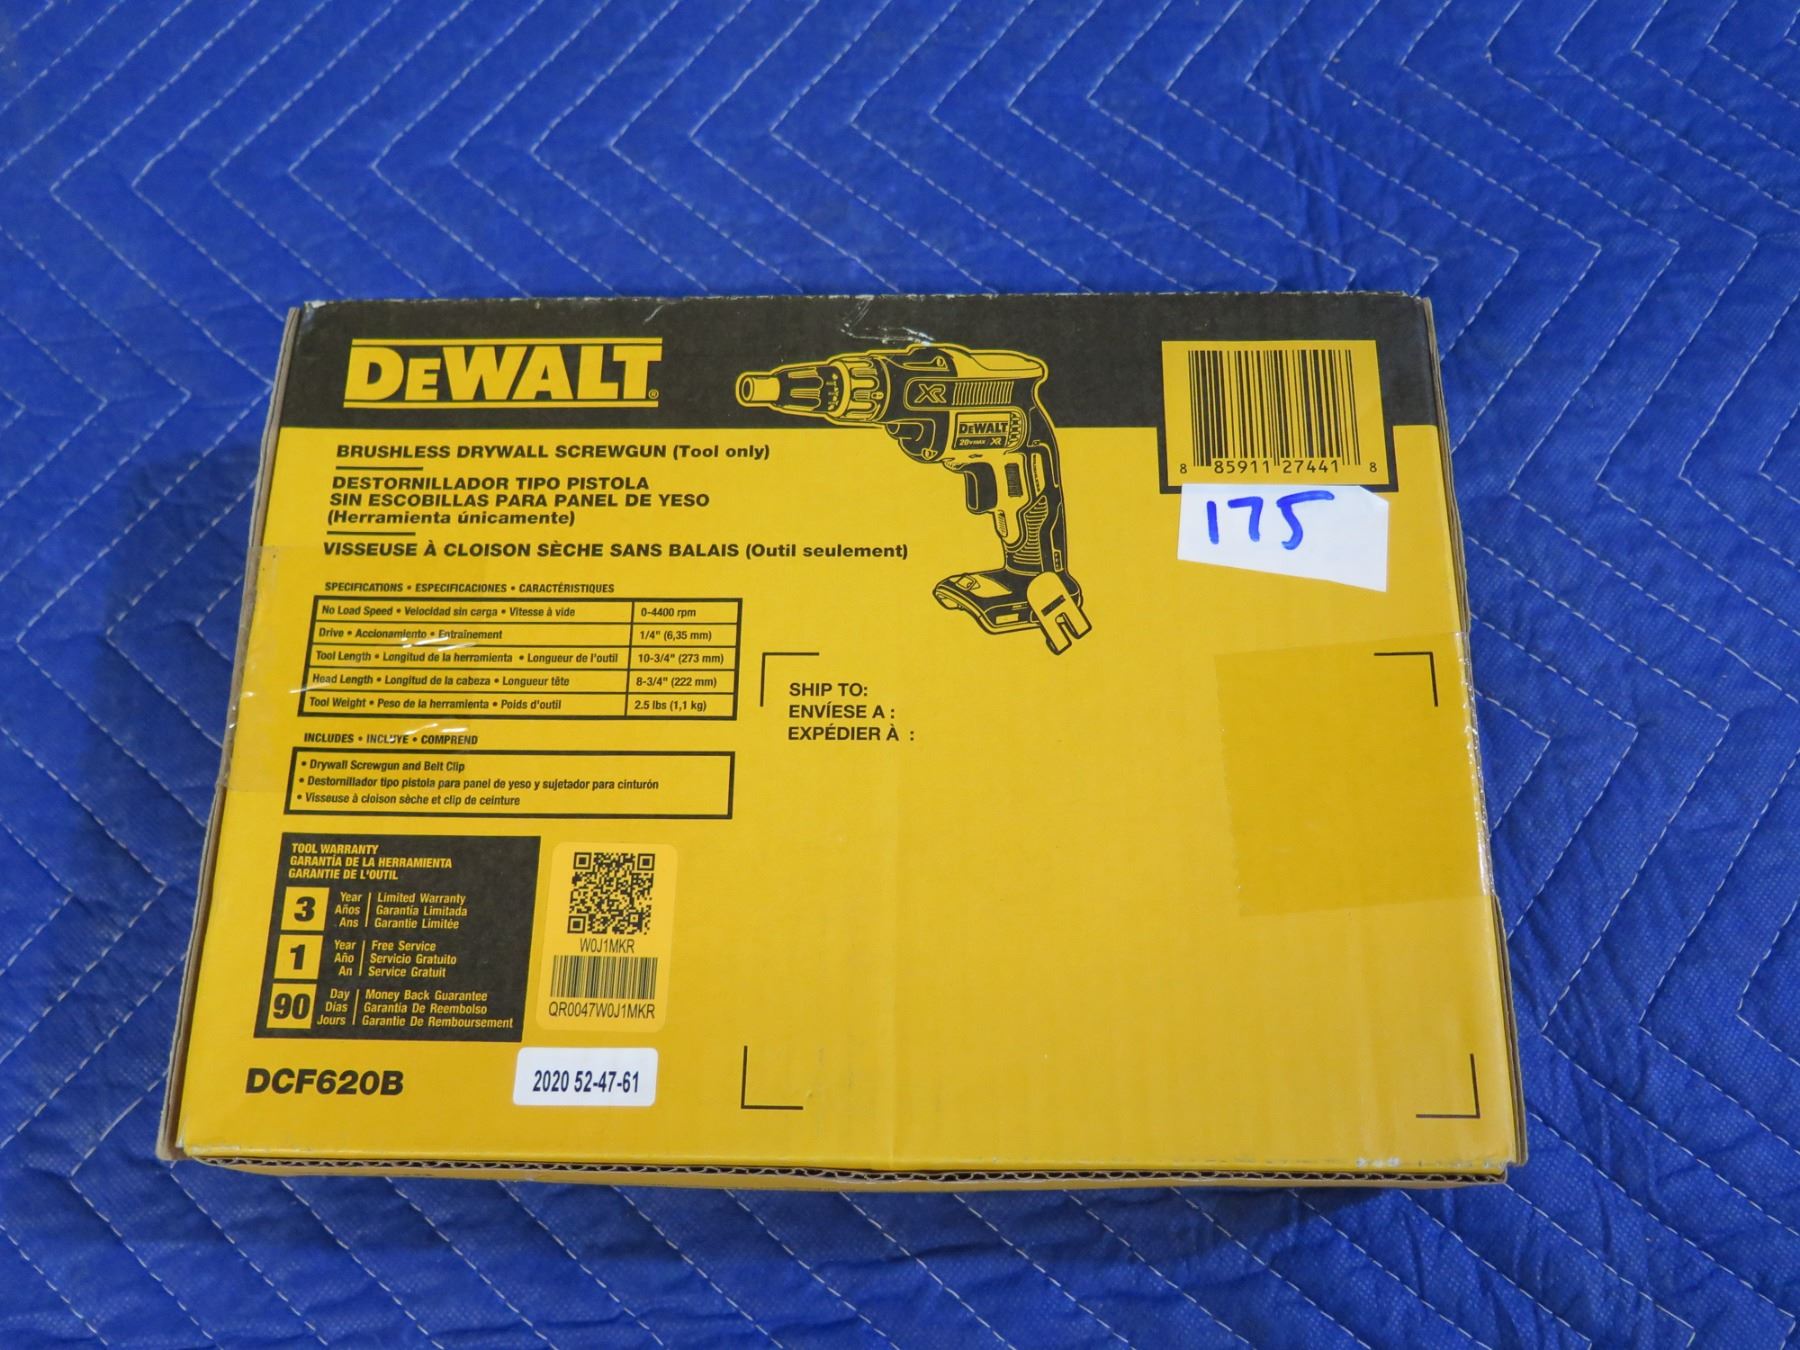 DEWALT®
XR
DEWALT
20V MAX XR
8 85911 27441 8
175
BRUSHLESS DRYWALL SCREWGUN (Tool only)
DESTORNILLADOR TIPO PISTOLA
SIN ESCOBILLAS PARA PANEL DE YESO
(Herramienta únicamente)
VISSEUSE À CLOISON SÈCHE SANS BALAIS (Outil seulement)
SPECIFICATIONS • ESPECIFICACIONES • CARACTÉRISTIQUES
No Load Speed • Velocidad sin carga • Vitesse à vide 0-4400 rpm
Drive • Accionamiento • Entraînement 1/4" (6,35 mm)
Tool Length • Longitud de la herramienta • Longueur de l'outil 10-3/4" (273 mm)
Head Length • Longitud de la cabeza • Longueur tête 8-3/4" (222 mm)
Tool Weight • Peso de la herramienta • Poids d'outil 2.5 lbs (1,1 kg)
INCLUDES • INCLUYE • COMPREND
• Drywall Screwgun and Belt Clip
• Destornillador tipo pistola para panel de yeso y sujetador para cinturón
• Visseuse à cloison sèche et clip de ceinture
SHIP TO:
ENVÍESE A :
EXPÉDIER À :
TOOL WARRANTY
GARANTÍA DE LA HERRAMIENTA
GARANTIE DE L'OUTIL
3
Year Limited Warranty
Años Garantía Limitada
Ans Garantie Limitée
1
Year Free Service
Año Servicio Gratuito
An Service Gratuit
90
Day Money Back Guarantee
Días Garantía De Reembolso
Jours Garantie De Remboursement
W0J1MKR
QR0047W0J1MKR
DCF620B
2020 52-47-61